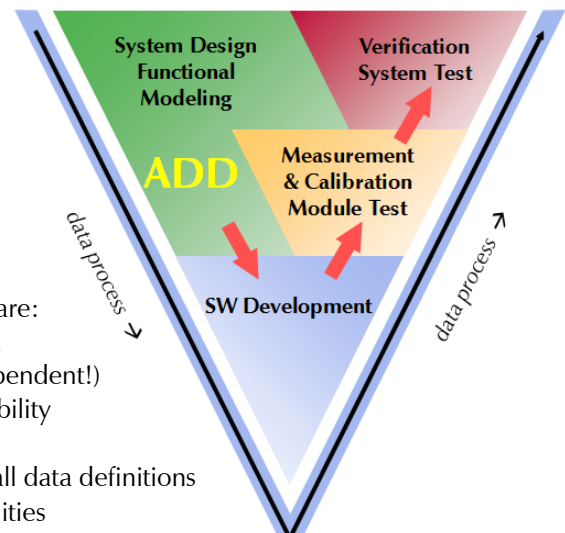 System Design
Functional
Modeling
Verification
System Test
ADD
Measurement
& Calibration
Module Test
SW Development
data process
data process
are:
pendent!)
bility
all data definitions
ities